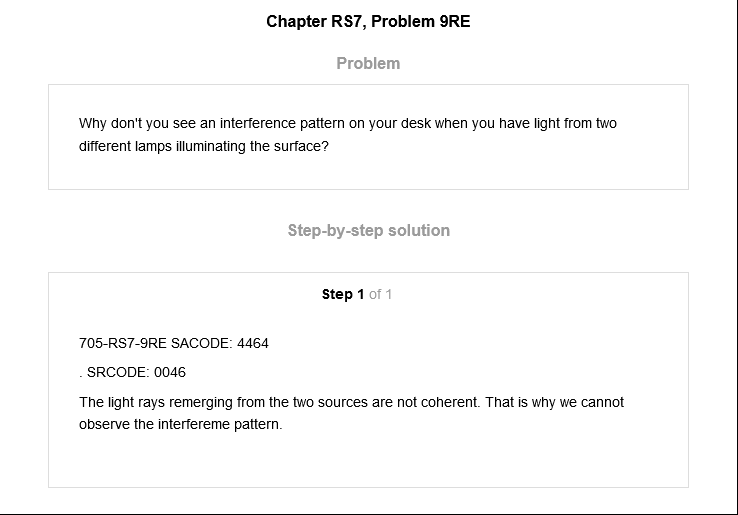 Chapter RS7, Problem 9RE
Problem
Why don't you see an interference pattern on your desk when you have light from two
different lamps illuminating the surface?
Step-by-step solution
Step 1 of 1
705-RS7-9RE SACODE: 4464
. SRCODE: 0046
The light rays remerging from the two sources are not coherent. That is why we cannot
observe the interfereme pattern.